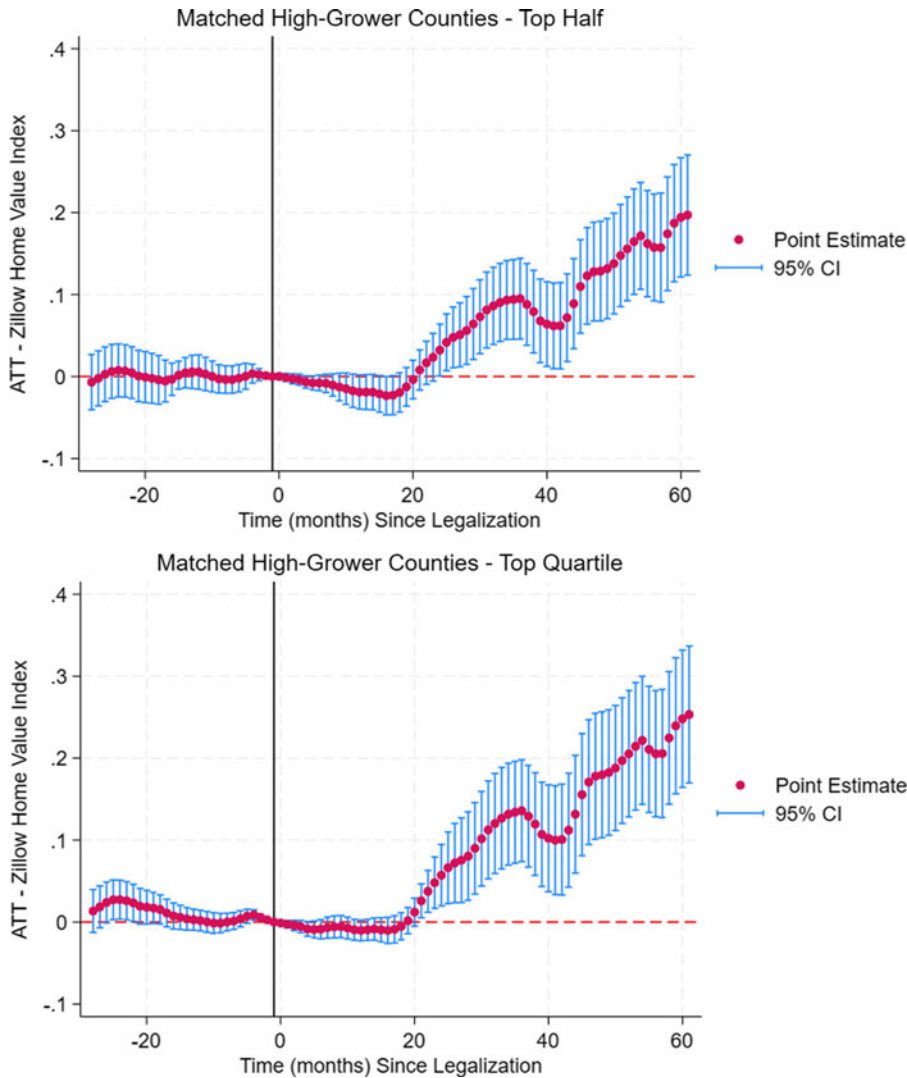 Matched High-Grower Counties - Top Half
ATT - Zillow Home Value Index
.4
.3
.2
.1
0
-.1
-20
0
20
40
60
Time (months) Since Legalization
Point Estimate
95% CI
Matched High-Grower Counties - Top Quartile
ATT - Zillow Home Value Index
.4
.3
.2
.1
0
-.1
-20
0
20
40
60
Time (months) Since Legalization
Point Estimate
95% CI